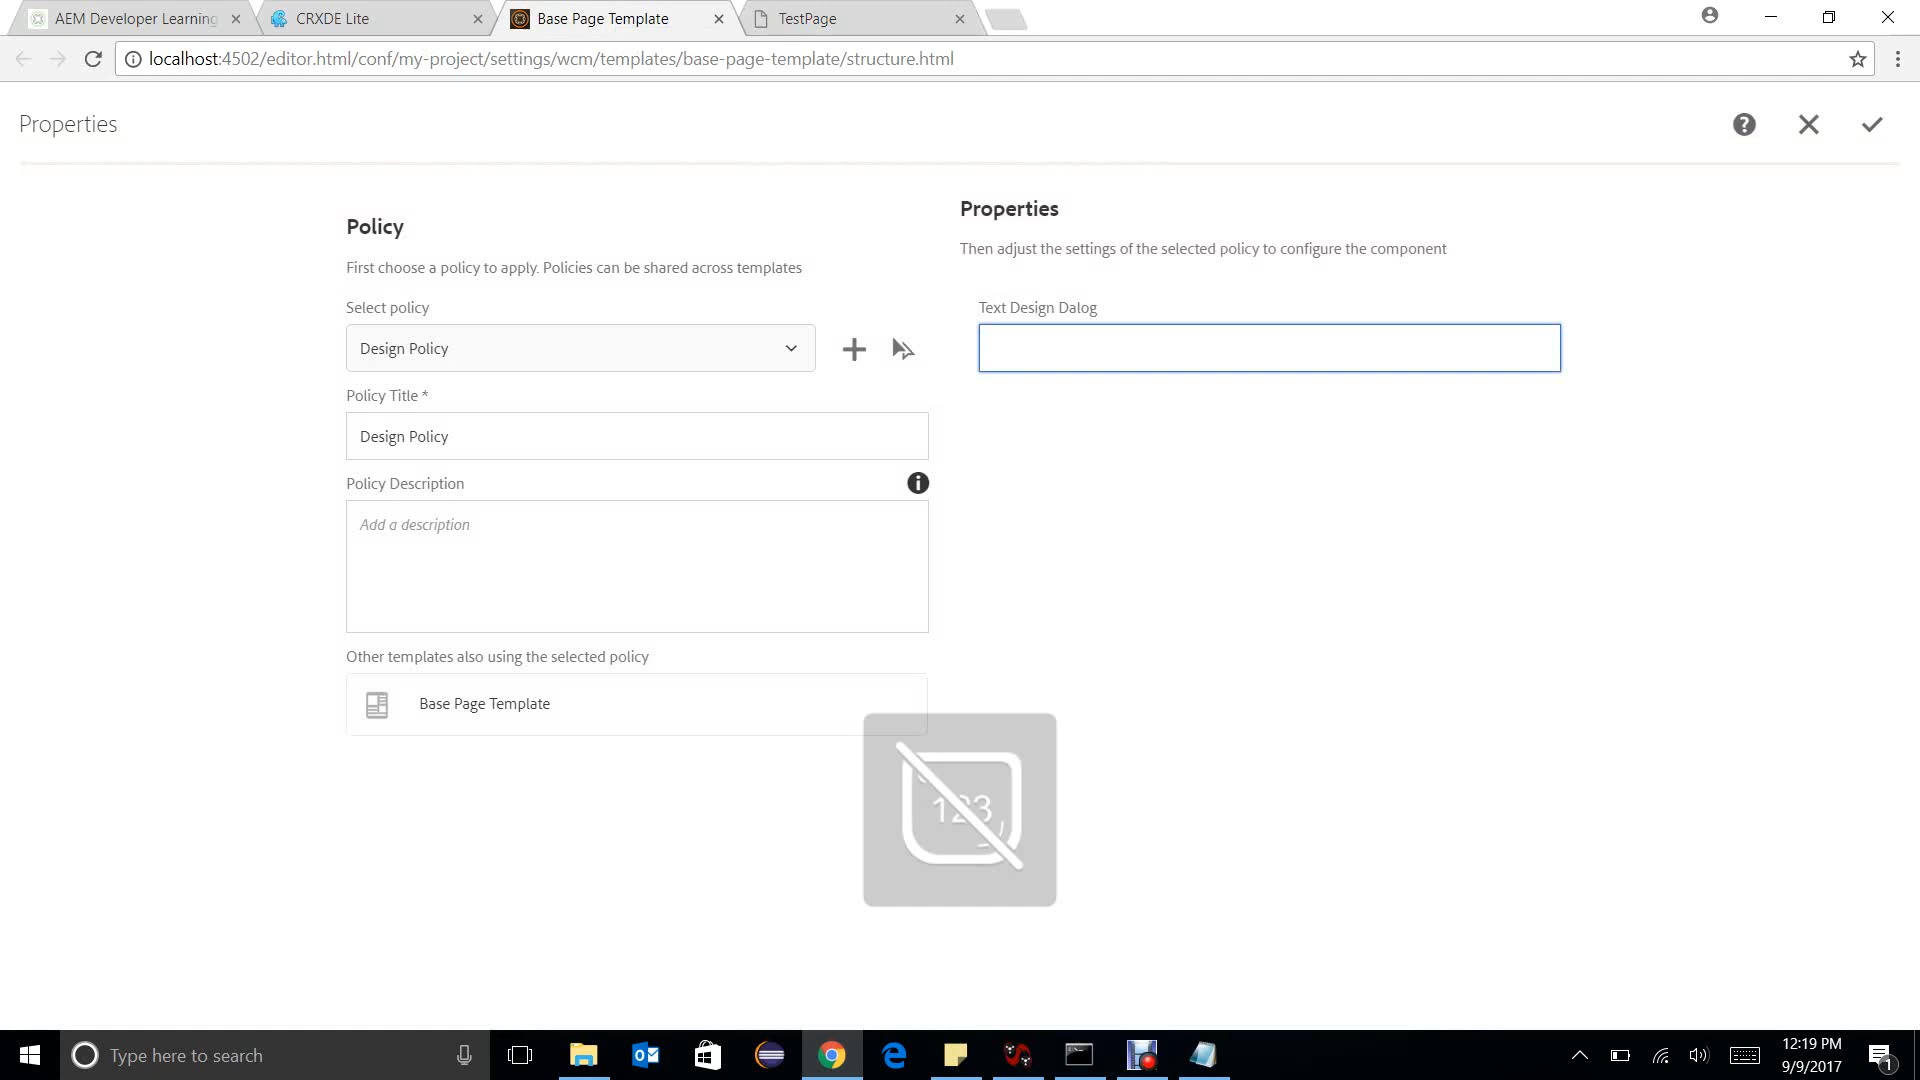 AEM Developer Learning
CRXDE Lite
Base Page Template
TestPage
localhost:4502/editor.html/conf/my-project/settings/wcm/templates/base-page-template/structure.html
Properties
Policy
First choose a policy to apply. Policies can be shared across templates
Select policy
Design Policy
Policy Title *
Design Policy
Policy Description
Add a description
Other templates also using the selected policy
Base Page Template
Properties
Then adjust the settings of the selected policy to configure the component
Text Design Dalog
123
Type here to search
12:19 PM
9/9/2017
1